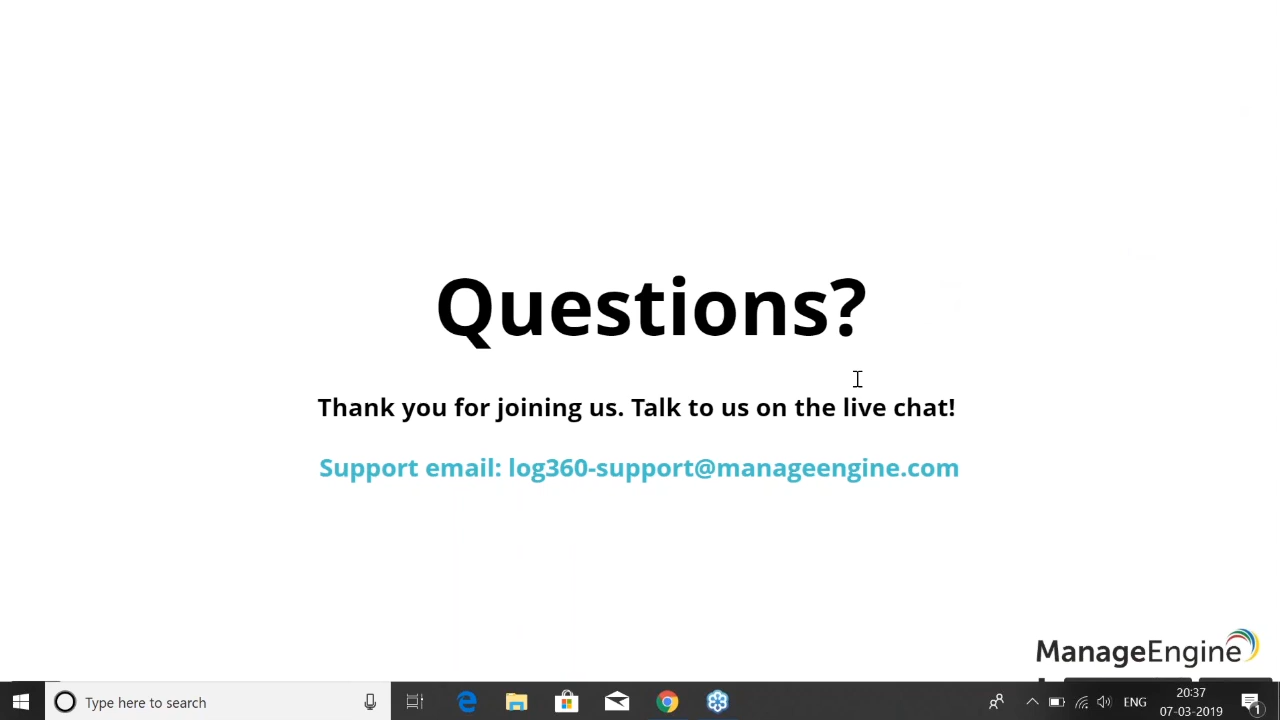 Questions?
Thank you for joining us. Talk to us on the live chat!
Support email: log360-support@manageengine.com
ManageEngine
Type here to search
ENG
20:37
07-03-2019
1